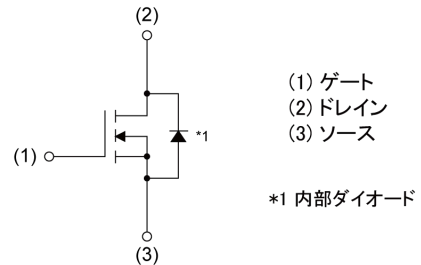 (2)
(1) ゲート
(2) ドレイン
(3) ソース
*1
(1)
*1 内部ダイオード
(3)